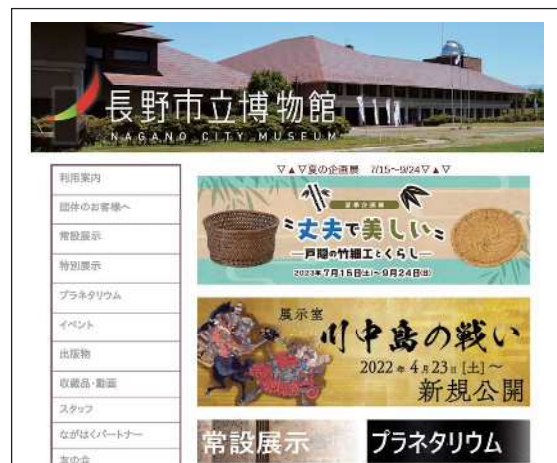 長野市立博物館
NAGANO CITY MUSEUM
利用案内
団体のお客様へ
常設展示
特別展示
プラネタリウム
イベント
出版物
収蔵品・動画
スタッフ
ながはくパートナー
友の会
▽▲▽夏の企画展 7/15~9/24▽▲▽
夏季企画展
丈夫で美しい
―戸隠の竹細工とくらし―
2023年7月15日(土)~9月24日(日)
展示室
川中島の戦い
2022年4月23日[土]~
新規公開
常設展示
プラネタリウム